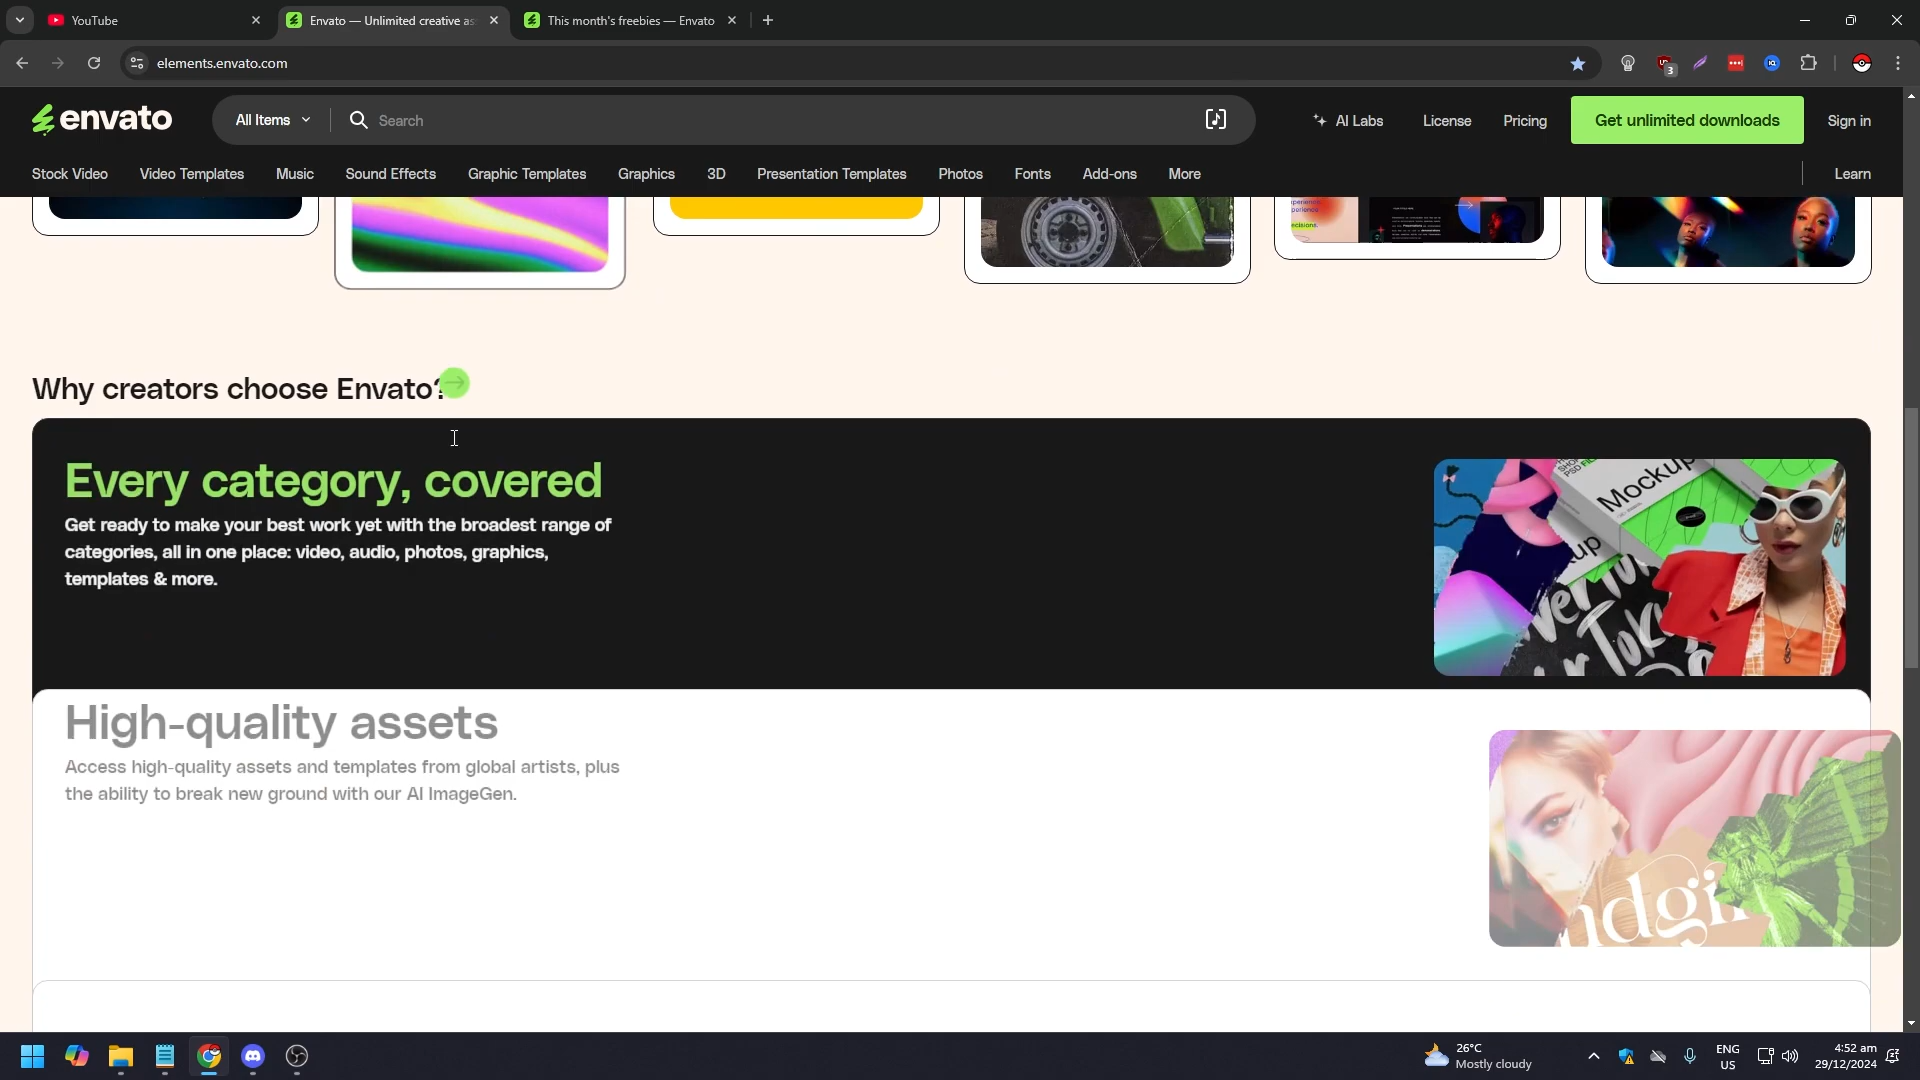 YouTube
Envato — Unlimited creative as
This month's freebies — Envato
elements.envato.com
3
envato
All Items
Search
AI Labs
License
Pricing
Get unlimited downloads
Sign in
Stock Video
Video Templates
Music
Sound Effects
Graphic Templates
Graphics
3D
Presentation Templates
Photos
Fonts
Add-ons
More
Learn
Why creators choose Envato?
Every category, covered
Get ready to make your best work yet with the broadest range of
categories, all in one place: video, audio, photos, graphics,
templates & more.
Mockup
High-quality assets
Access high-quality assets and templates from global artists, plus
the ability to break new ground with our AI ImageGen.
26°C
Mostly cloudy
ENG
US
4:52 am
29/12/2024